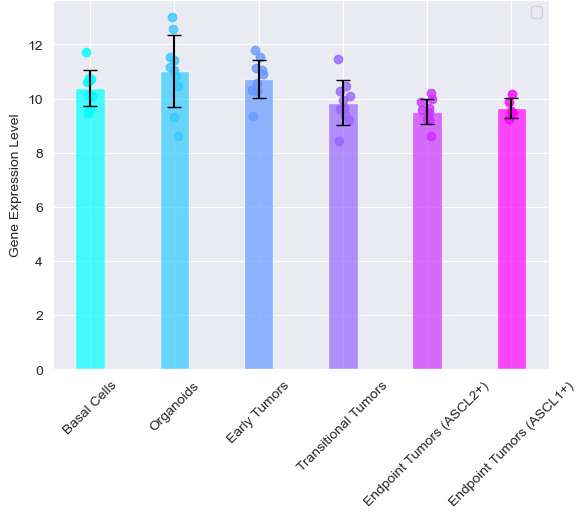 Gene Expression Level
12
10
8
6
4
2
0
Basal Cells
Organoids
Early Tumors
Transitional Tumors
Endpoint Tumors (ASCL2+)
Endpoint Tumors (ASCL1+)